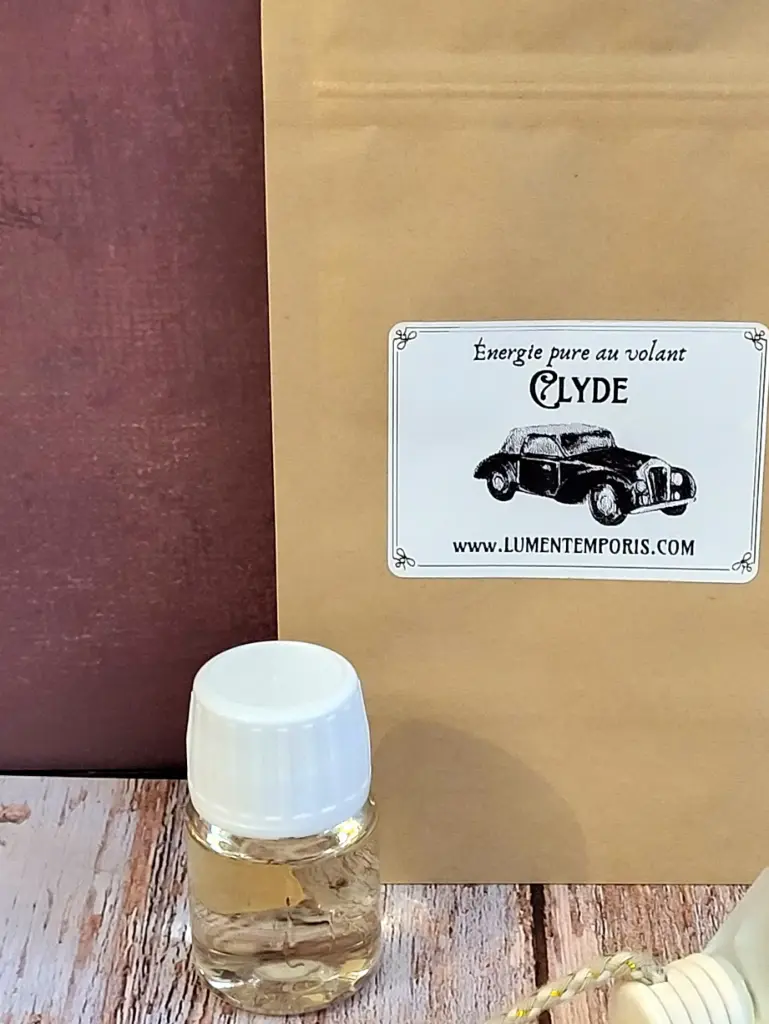 Énergie pure au volant
CLYDE
www.LUMENTEMPORIS.COM